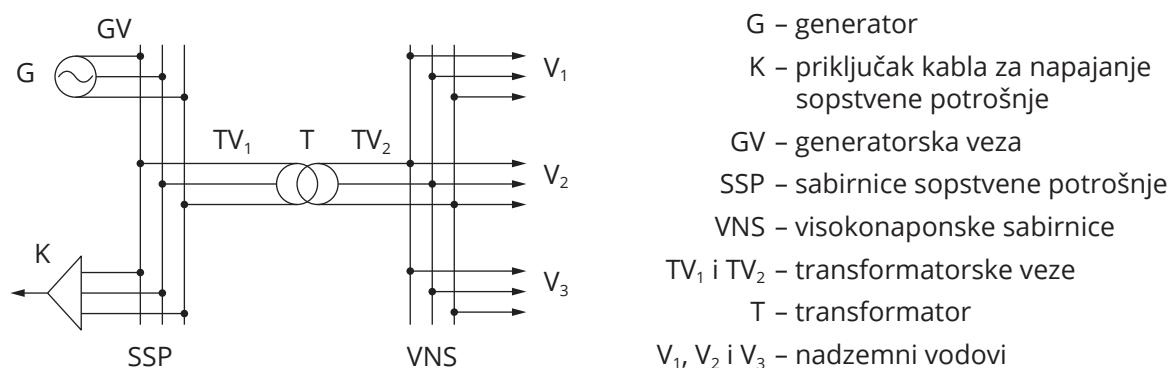 GV
G
TV₁
T
TV₂
V₁
V₂
V₃
K
SSP
VNS
G – generator
K – priključak kabla za napajanje
sopstvene potrošnje
GV – generatorska veza
SSP – sabirnice sopstvene potrošnje
VNS – visokonaponske sabirnice
TV₁ i TV₂ – transformatorske veze
T – transformator
V₁, V₂ i V₃ – nadzemni vodovi